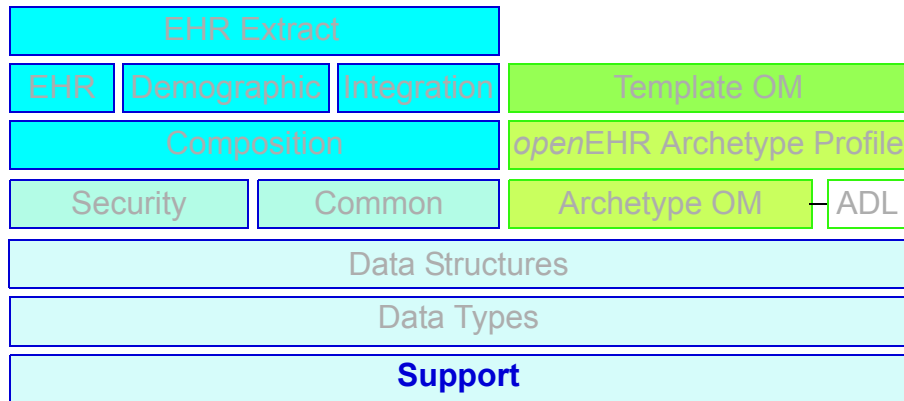 EHR Extract
EHR Demographic Integration Template OM
Composition openEHR Archetype Profile
Security Common Archetype OM ADL
Data Structures
Data Types
Support